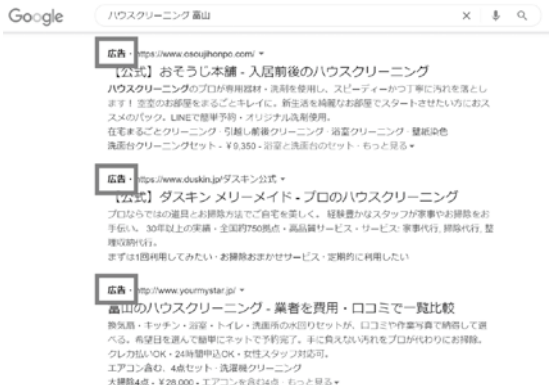 Google ハウスクリーニング 富山
広告・https://www.osoujihonpo.com/
【公式】おそうじ本舗 - 入居前後のハウスクリーニング
ハウスクリーニングのプロが専用器材・洗剤を使用し、スピーディーかつ丁寧に汚れを落とし
ます！ 空室のお部屋をまるごとキレイに。新生活を綺麗なお部屋でスタートさせたい方におス
スメのパック。LINEで簡単予約・オリジナル洗剤使用。
在宅まるごとクリーニング・引越し前後クリーニング・浴室クリーニング・壁紙染色
洗面台クリーニングセット - ¥9,350 - 浴室と洗面台のセット・もっと見る
広告・https://www.duskin.jp/ダスキン公式
【公式】ダスキン メリーメイド - プロのハウスクリーニング
プロならではの道具とお掃除方法でご自宅を美しく。経験豊かなスタッフが家事やお掃除をお
手伝い。30年以上の実績・全国約750拠点・高品質サービス・サービス: 家事代行, 掃除代行, 整
理収納代行。
まずは1回利用してみたい・お掃除おまかせサービス・定期的に利用したい
広告・http://www.yourmystar.jp/
富山のハウスクリーニング - 業者を費用・口コミで一覧比較
換気扇・キッチン・浴室・トイレ・洗面所の水回りセットが、口コミや作業写真で納得して選
べる。希望日を選んで簡単にネットで予約完了。手に負えない汚れをプロが代わりにお掃除。
クレカ払いOK・24時間申込OK・女性スタッフ対応可。
エアコン含む、4点セット・洗濯機クリーニング
大掃除4点 - ¥28,000 - エアコンを含む4点・もっと見る